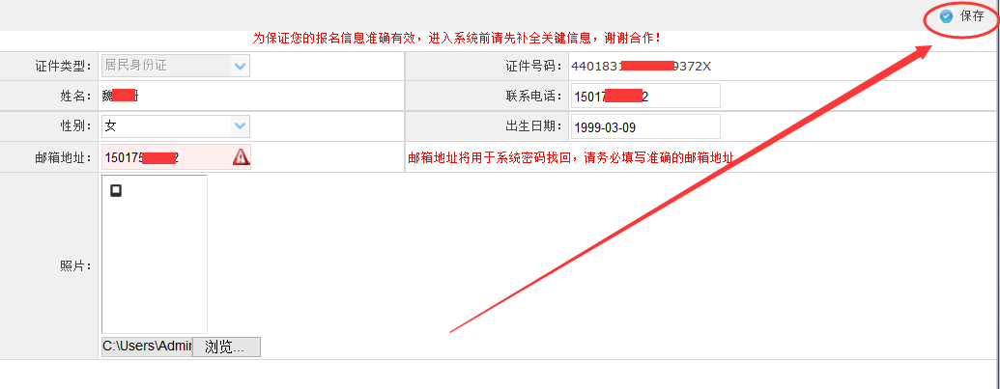 保存
为保证您的报名信息准确有效，进入系统前请先补全关键信息，谢谢合作！
证件类型： 居民身份证 证件号码： 440183 9372X
姓名： 魏 联系电话： 15017 2
性别： 女 出生日期： 1999-03-09
邮箱地址： 150175 2 邮箱地址将用于系统密码找回，请务必填写准确的邮箱地址
照片：
C:\Users\Admin 浏览...